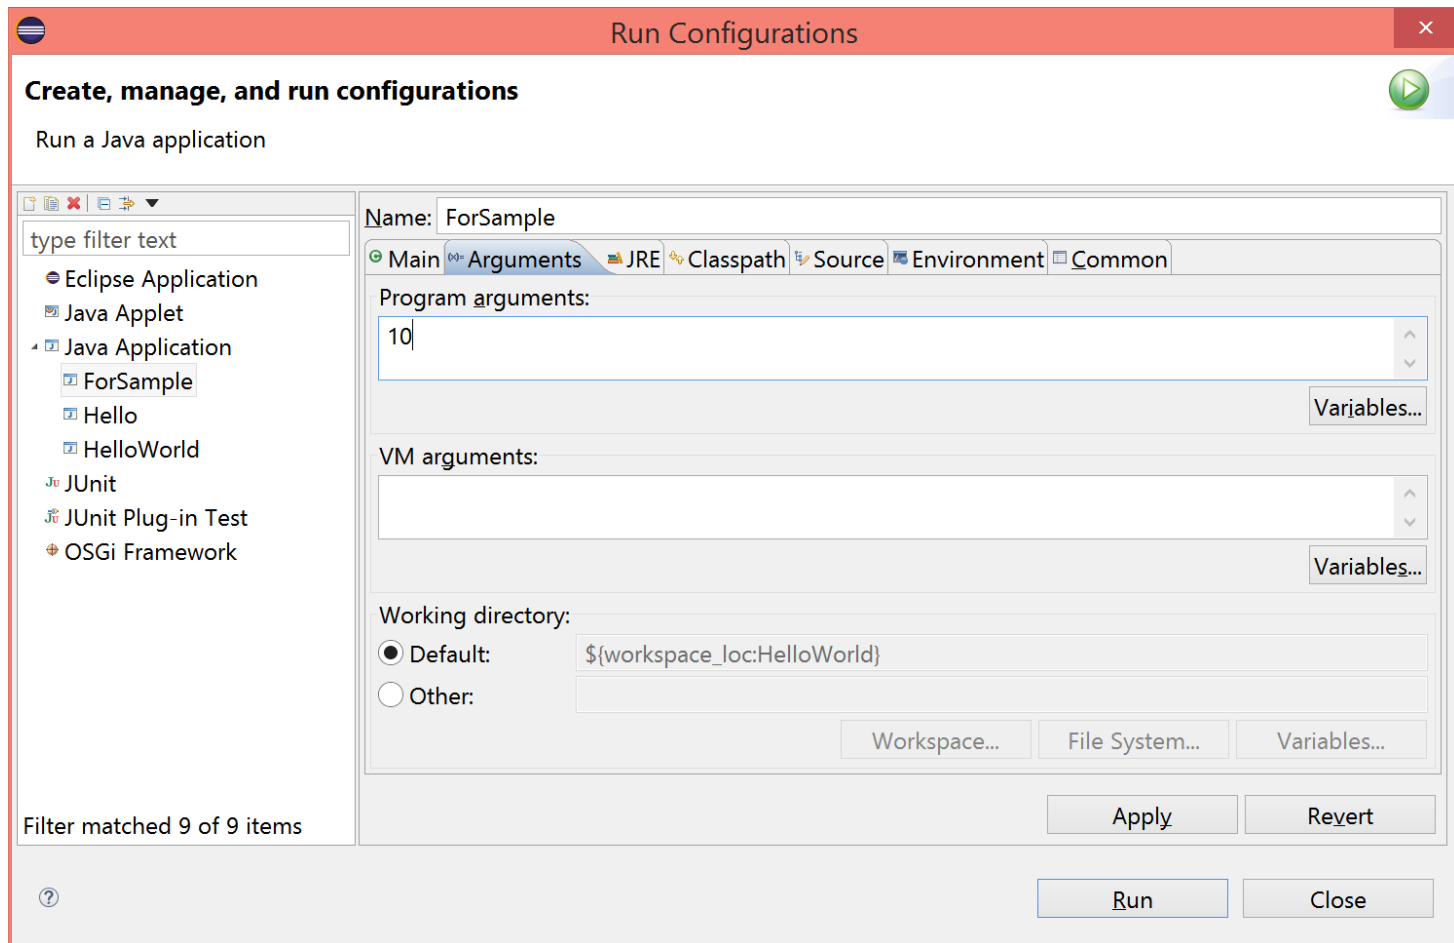 Run Configurations
Create, manage, and run configurations
Run a Java application
type filter text
Eclipse Application
Java Applet
Java Application
ForSample
Hello
HelloWorld
JUnit
JUnit Plug-in Test
OSGi Framework
Filter matched 9 of 9 items
Name: ForSample
Main Arguments JRE Classpath Source Environment Common
Program arguments:
10
Variables...
VM arguments:
Variables...
Working directory:
Default: ${workspace_loc:HelloWorld}
Other:
Workspace... File System... Variables...
Apply Revert
Run Close